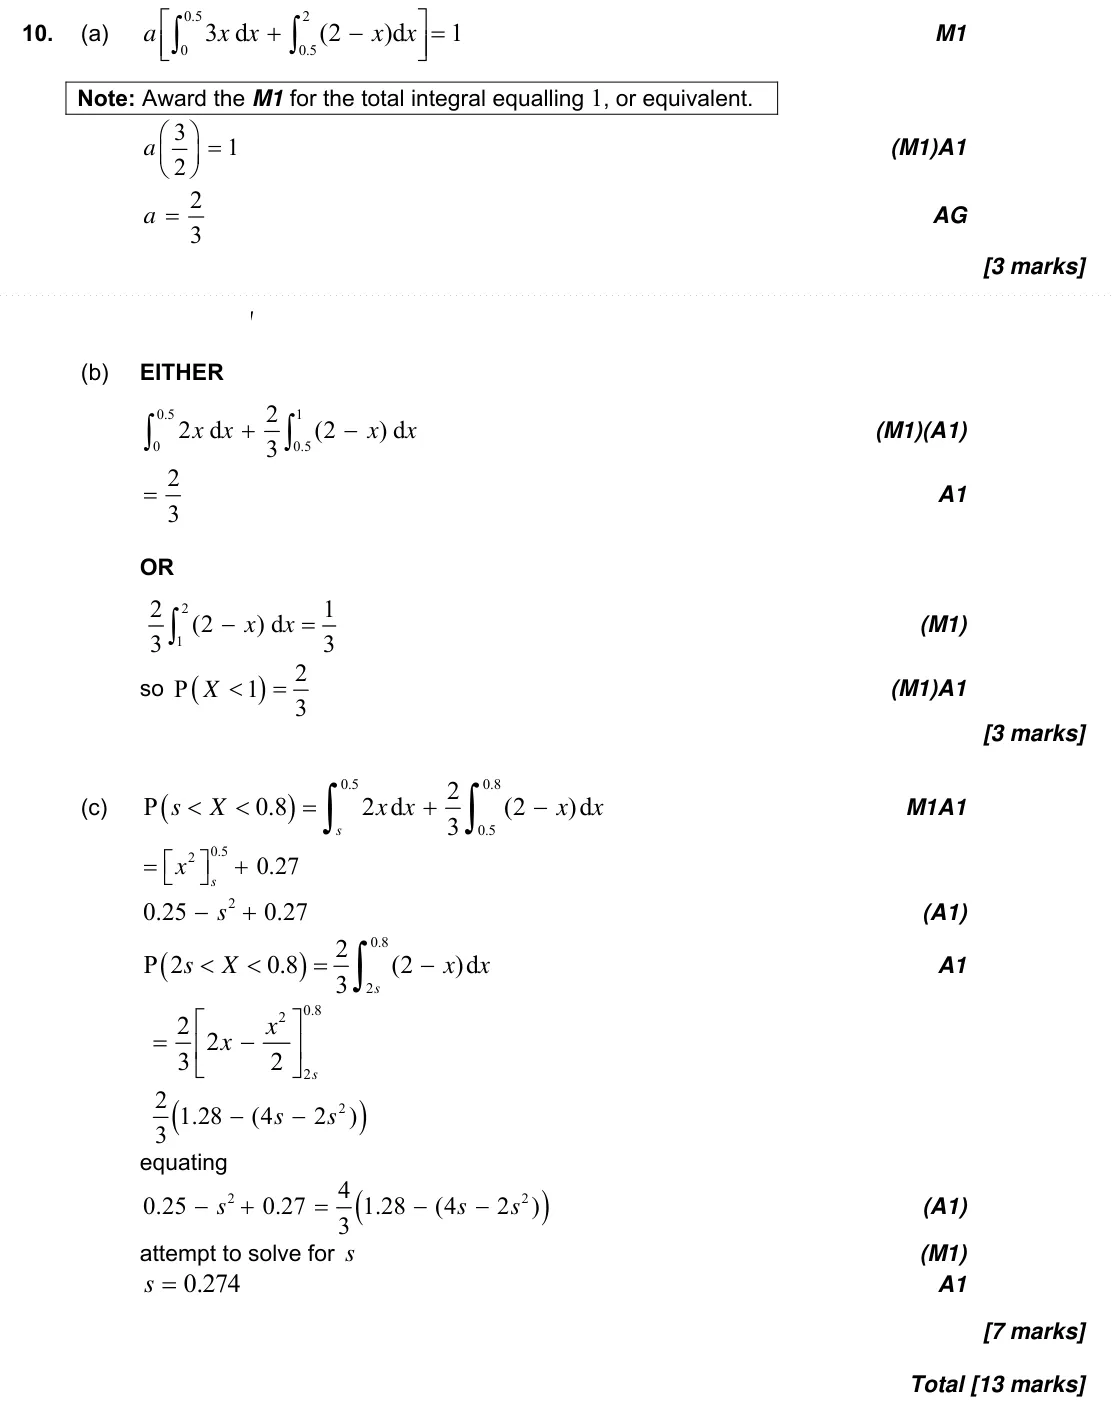 10. (a) a[∫₀^0.5 3x dx + ∫_0.5^2 (2 − x)dx] = 1 M1
Note: Award the M1 for the total integral equalling 1, or equivalent.
a(3/2) = 1 (M1)A1
a = 2/3 AG
[3 marks]
(b) EITHER
∫₀^0.5 2x dx + 2/3 ∫_0.5^1 (2 − x) dx (M1)(A1)
= 2/3 A1
OR
2/3 ∫₁^2 (2 − x) dx = 1/3 (M1)
so P(X < 1) = 2/3 (M1)A1
[3 marks]
(c) P(s < X < 0.8) = ∫_s^0.5 2x dx + 2/3 ∫_0.5^0.8 (2 − x)dx M1A1
= [x²]_s^0.5 + 0.27
0.25 − s² + 0.27 (A1)
P(2s < X < 0.8) = 2/3 ∫_2s^0.8 (2 − x)dx A1
= 2/3 [2x − x²/2]_2s^0.8
2/3 (1.28 − (4s − 2s²))
equating
0.25 − s² + 0.27 = 4/3 (1.28 − (4s − 2s²)) (A1)
attempt to solve for s (M1)
s = 0.274 A1
[7 marks]
Total [13 marks]